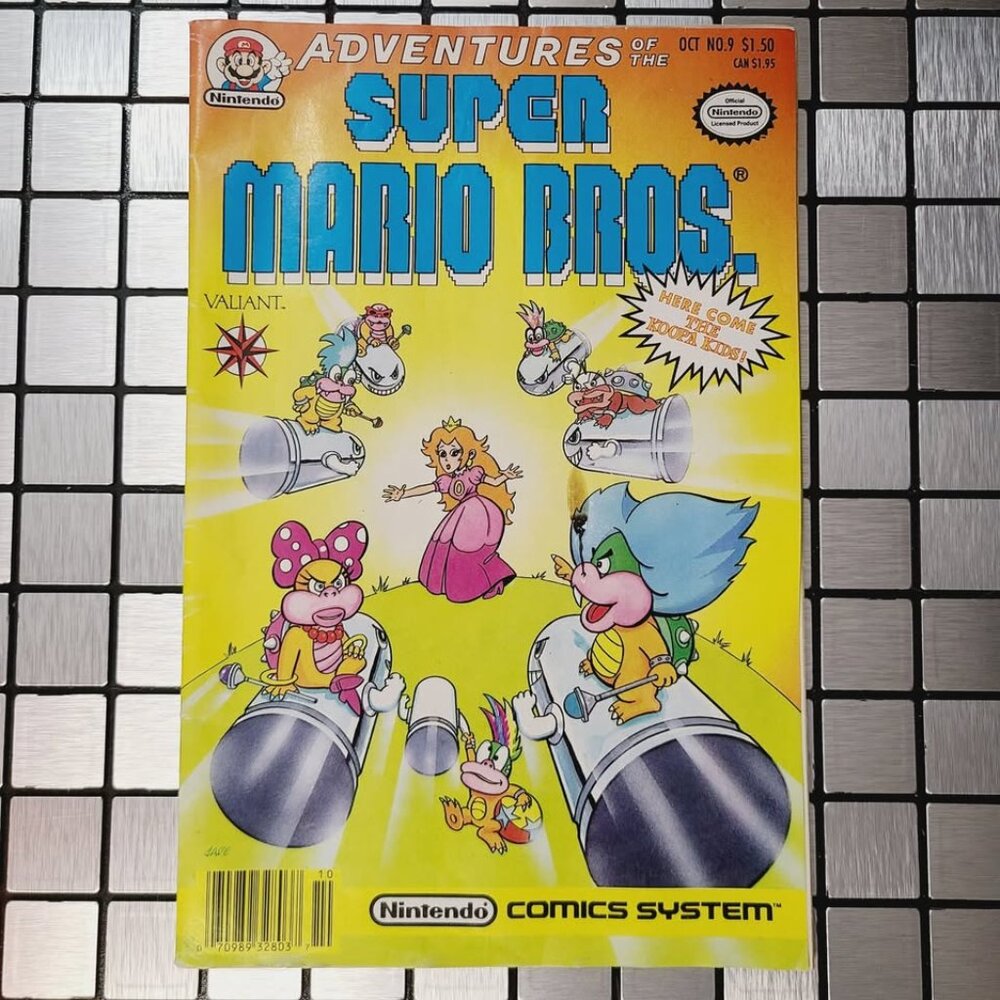 ADVENTURES OF THE
OCT NO.9 $1.50
CAN $1.95
Nintendo
SUPER
MARIO BROS.®
Official
Nintendo
Licensed Product
VALIANT™
HERE COME
THE
KOOPA KIDS!
10
0 70989 32803 7
Nintendo® COMICS SYSTEM™